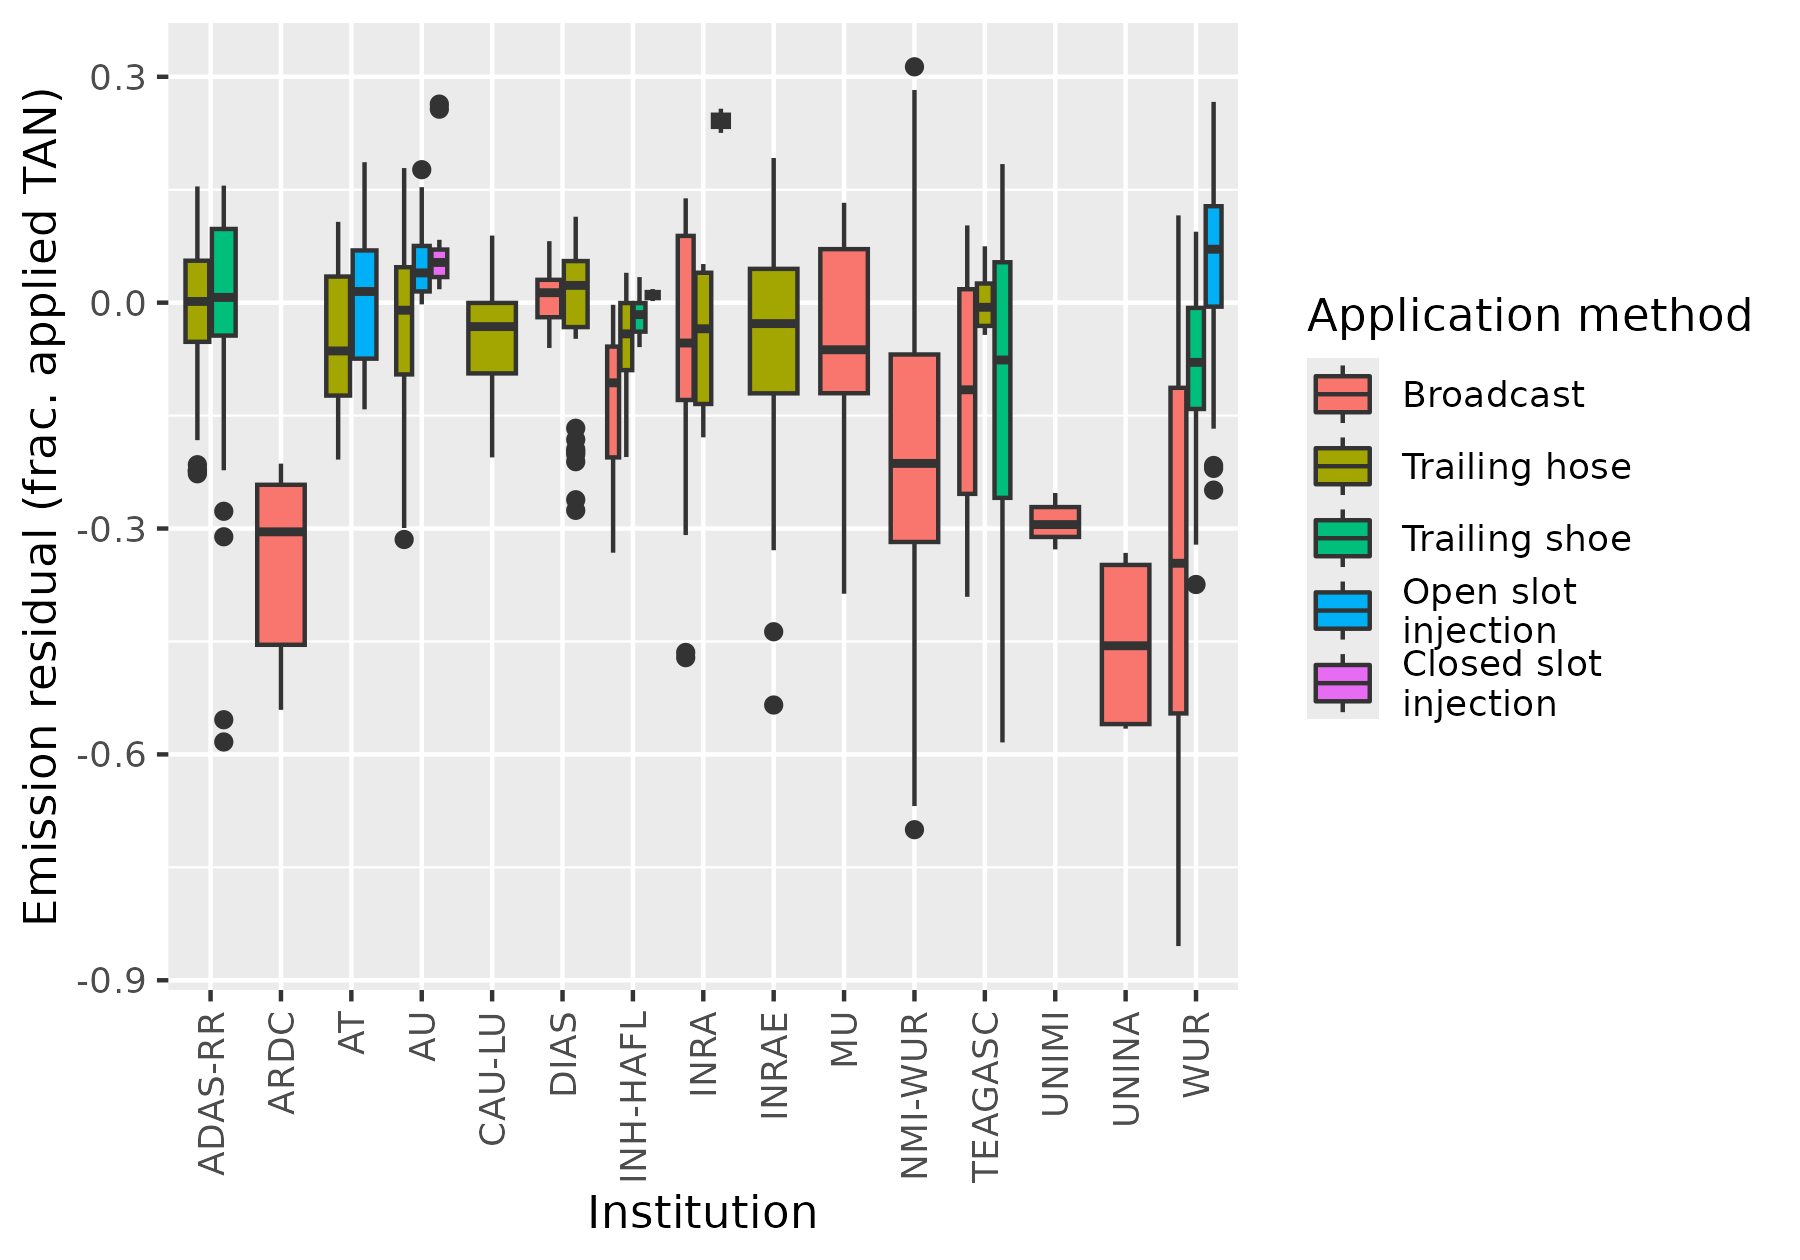 Emission residual (frac. applied TAN)
0.3
0.0
-0.3
-0.6
-0.9
ADAS-RR
ARDC
AT
AU
CAU-LU
DIAS
INH-HAFL
INRA
INRAE
MU
NMI-WUR
TEAGASC
UNIMI
UNINA
WUR
Institution
Application method
Broadcast
Trailing hose
Trailing shoe
Open slot
injection
Closed slot
injection